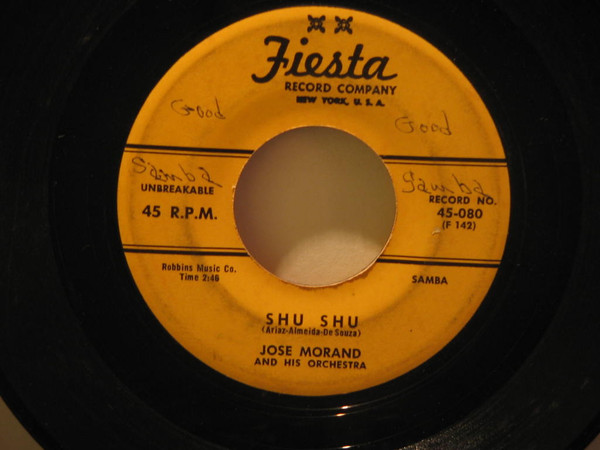 Fiesta
RECORD COMPANY
NEW YORK, U. S. A.
Good
Good
Samba
Samba
UNBREAKABLE
45 R.P.M.
RECORD NO.
45-080
(F 142)
Robbins Music Co.
Time 2:46
SAMBA
SHU SHU
(Ariaz-Almeida-De Souza)
JOSE MORAND
AND HIS ORCHESTRA